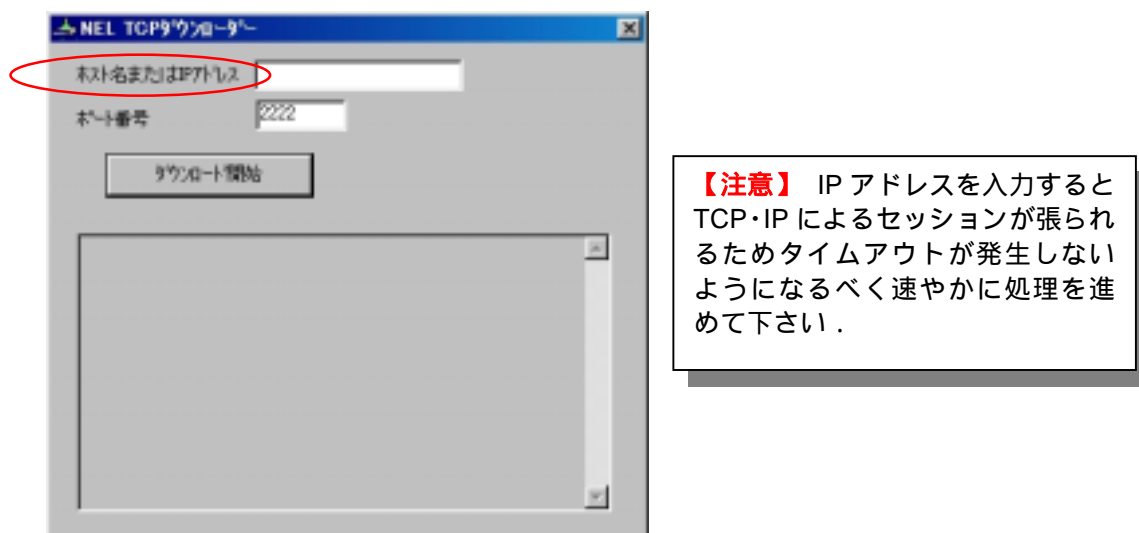 NEL TCPﾀﾞｳﾝﾛｰﾀﾞｰ
ﾎｽﾄ名またはIPｱﾄﾞﾚｽ
ﾎﾟｰﾄ番号 2222
ﾀﾞｳﾝﾛｰﾄﾞ開始
【注意】 IP アドレスを入力すると
TCP･IP によるセッションが張られ
るためタイムアウトが発生しない
ようになるべく速やかに処理を進
めて下さい．